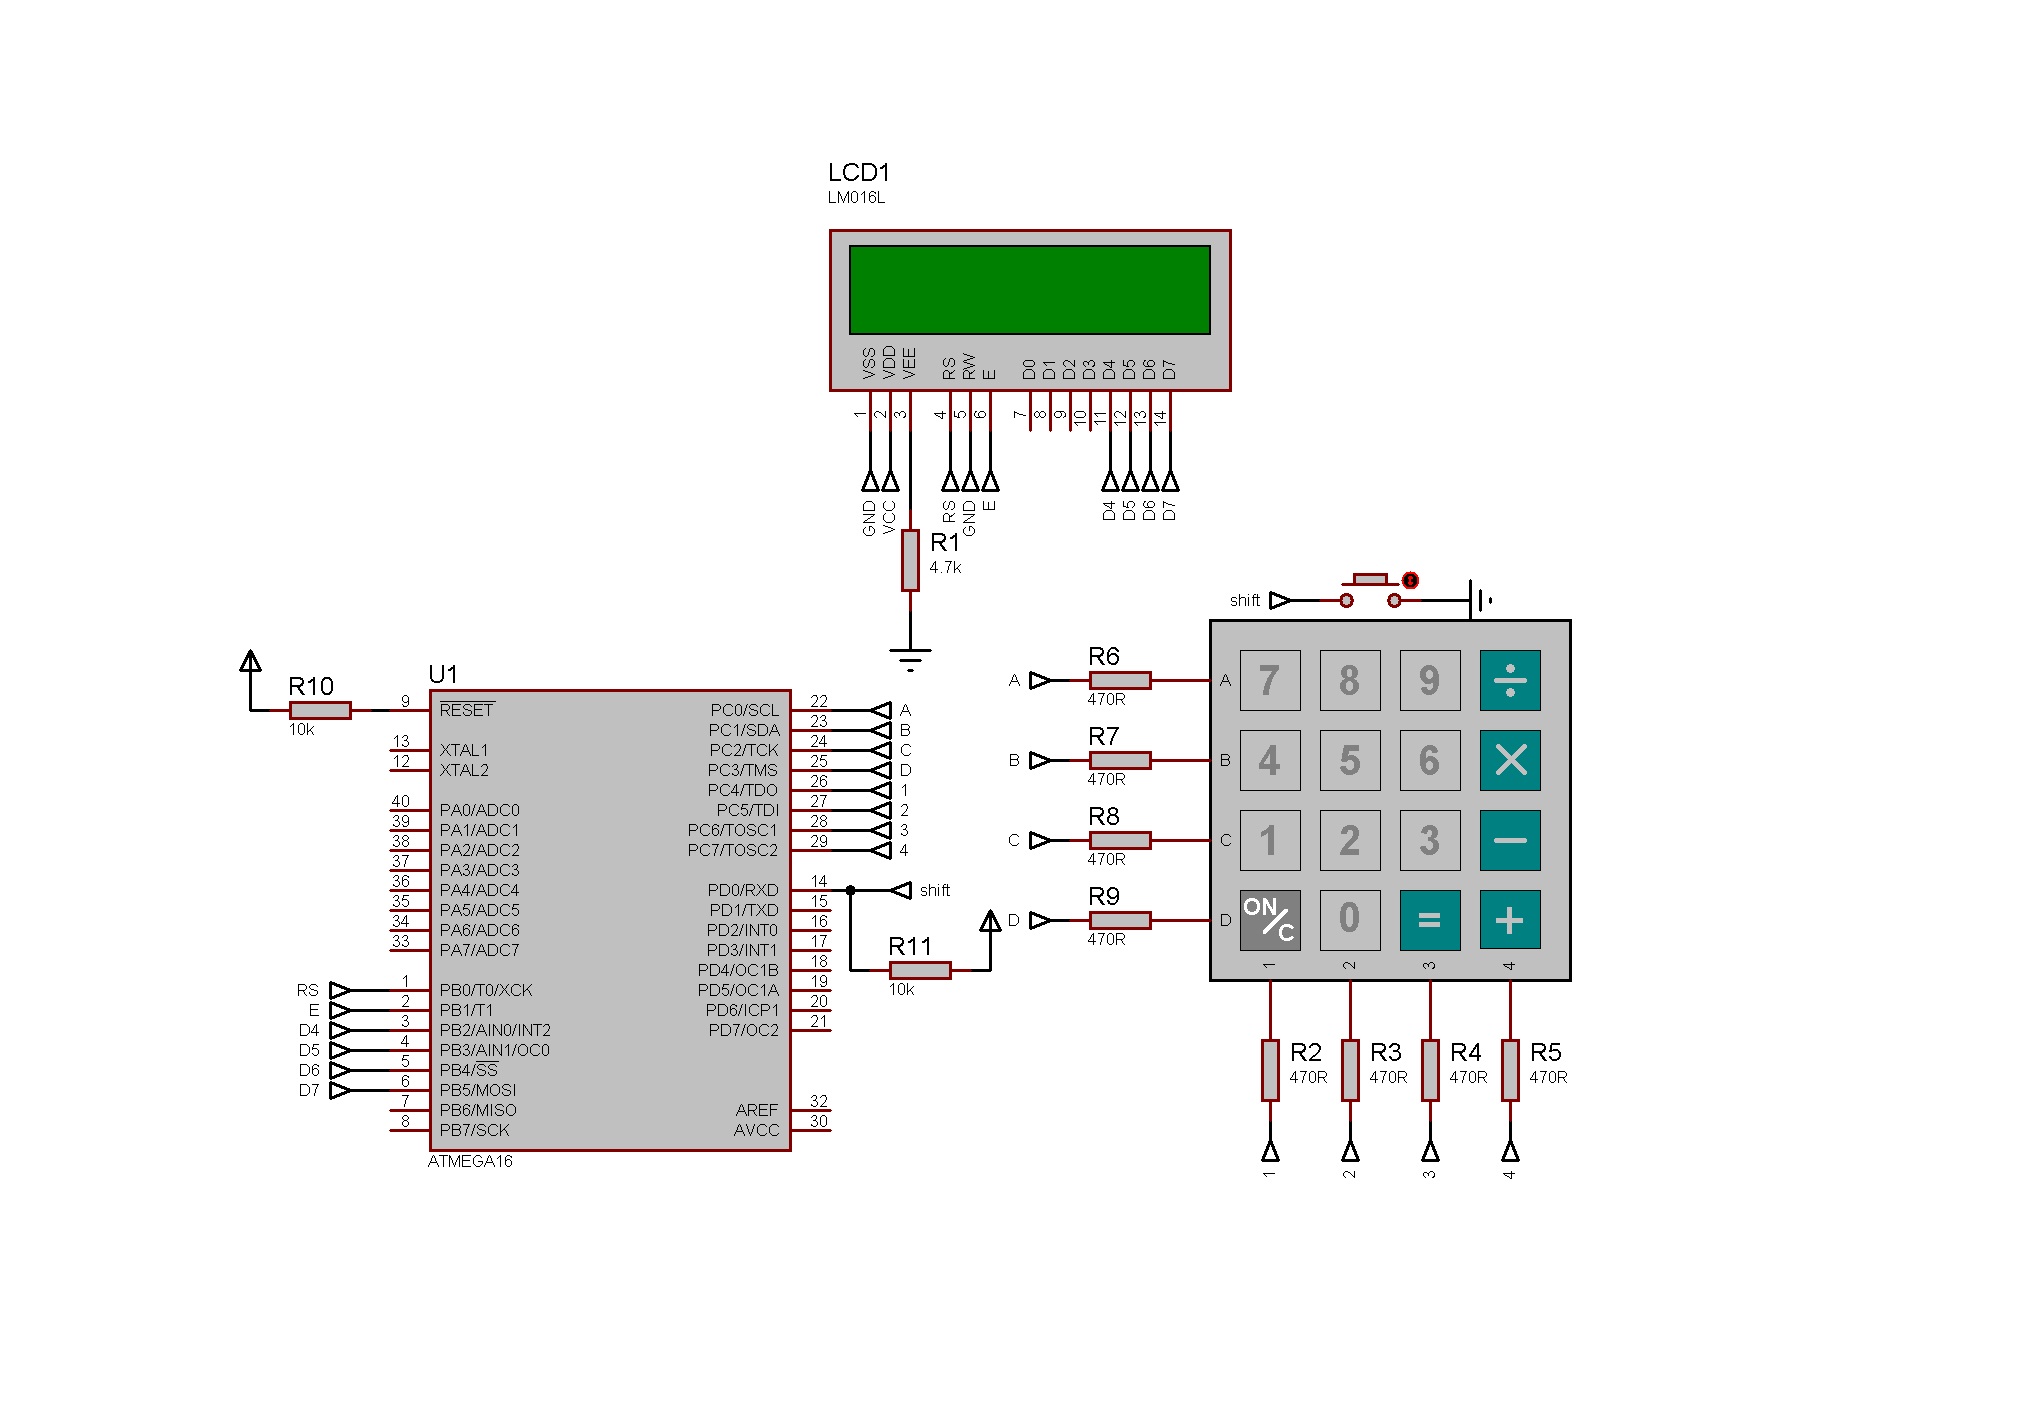 LCD1
LM016L
VSS
VDD
VEE
RS
RW
E
D0
D1
D2
D3
D4
D5
D6
D7
1
2
3
4
5
6
7
8
9
10
11
12
13
14
GND
VCC
RS
GND
E
D4
D5
D6
D7
R1
4.7k
shift
R10
10k
U1
9 RESET
13 XTAL1
12 XTAL2
40 PA0/ADC0
39 PA1/ADC1
38 PA2/ADC2
37 PA3/ADC3
36 PA4/ADC4
35 PA5/ADC5
34 PA6/ADC6
33 PA7/ADC7
RS 1 PB0/T0/XCK
E 2 PB1/T1
D4 3 PB2/AIN0/INT2
D5 4 PB3/AIN1/OC0
D6 5 PB4/SS
D7 6 PB5/MOSI
7 PB6/MISO
8 PB7/SCK
PC0/SCL 22 A
PC1/SDA 23 B
PC2/TCK 24 C
PC3/TMS 25 D
PC4/TDO 26 1
PC5/TDI 27 2
PC6/TOSC1 28 3
PC7/TOSC2 29 4
PD0/RXD 14 shift
PD1/TXD 15
PD2/INT0 16
PD3/INT1 17
PD4/OC1B 18
PD5/OC1A 19
PD6/ICP1 20
PD7/OC2 21
AREF 32
AVCC 30
ATMEGA16
R11
10k
A R6 470R A 7 8 9 ÷
B R7 470R B 4 5 6 ×
C R8 470R C 1 2 3 −
D R9 470R D ON/C 0 = +
1 2 3 4
R2 R3 R4 R5
470R 470R 470R 470R
1 2 3 4